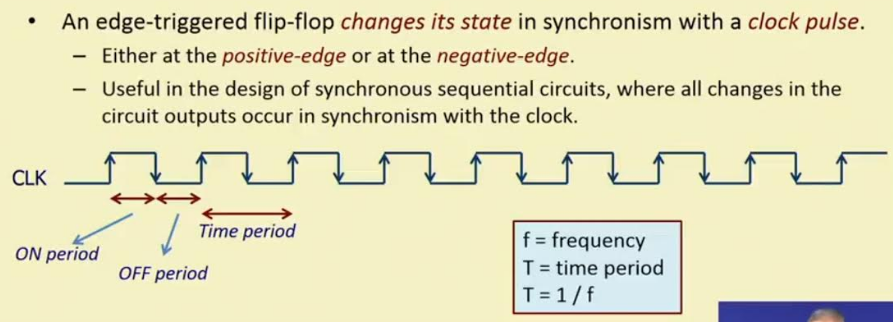 • An edge-triggered flip-flop changes its state in synchronism with a clock pulse.
– Either at the positive-edge or at the negative-edge.
– Useful in the design of synchronous sequential circuits, where all changes in the
circuit outputs occur in synchronism with the clock.
CLK
Time period
ON period
OFF period
f = frequency
T = time period
T = 1 / f